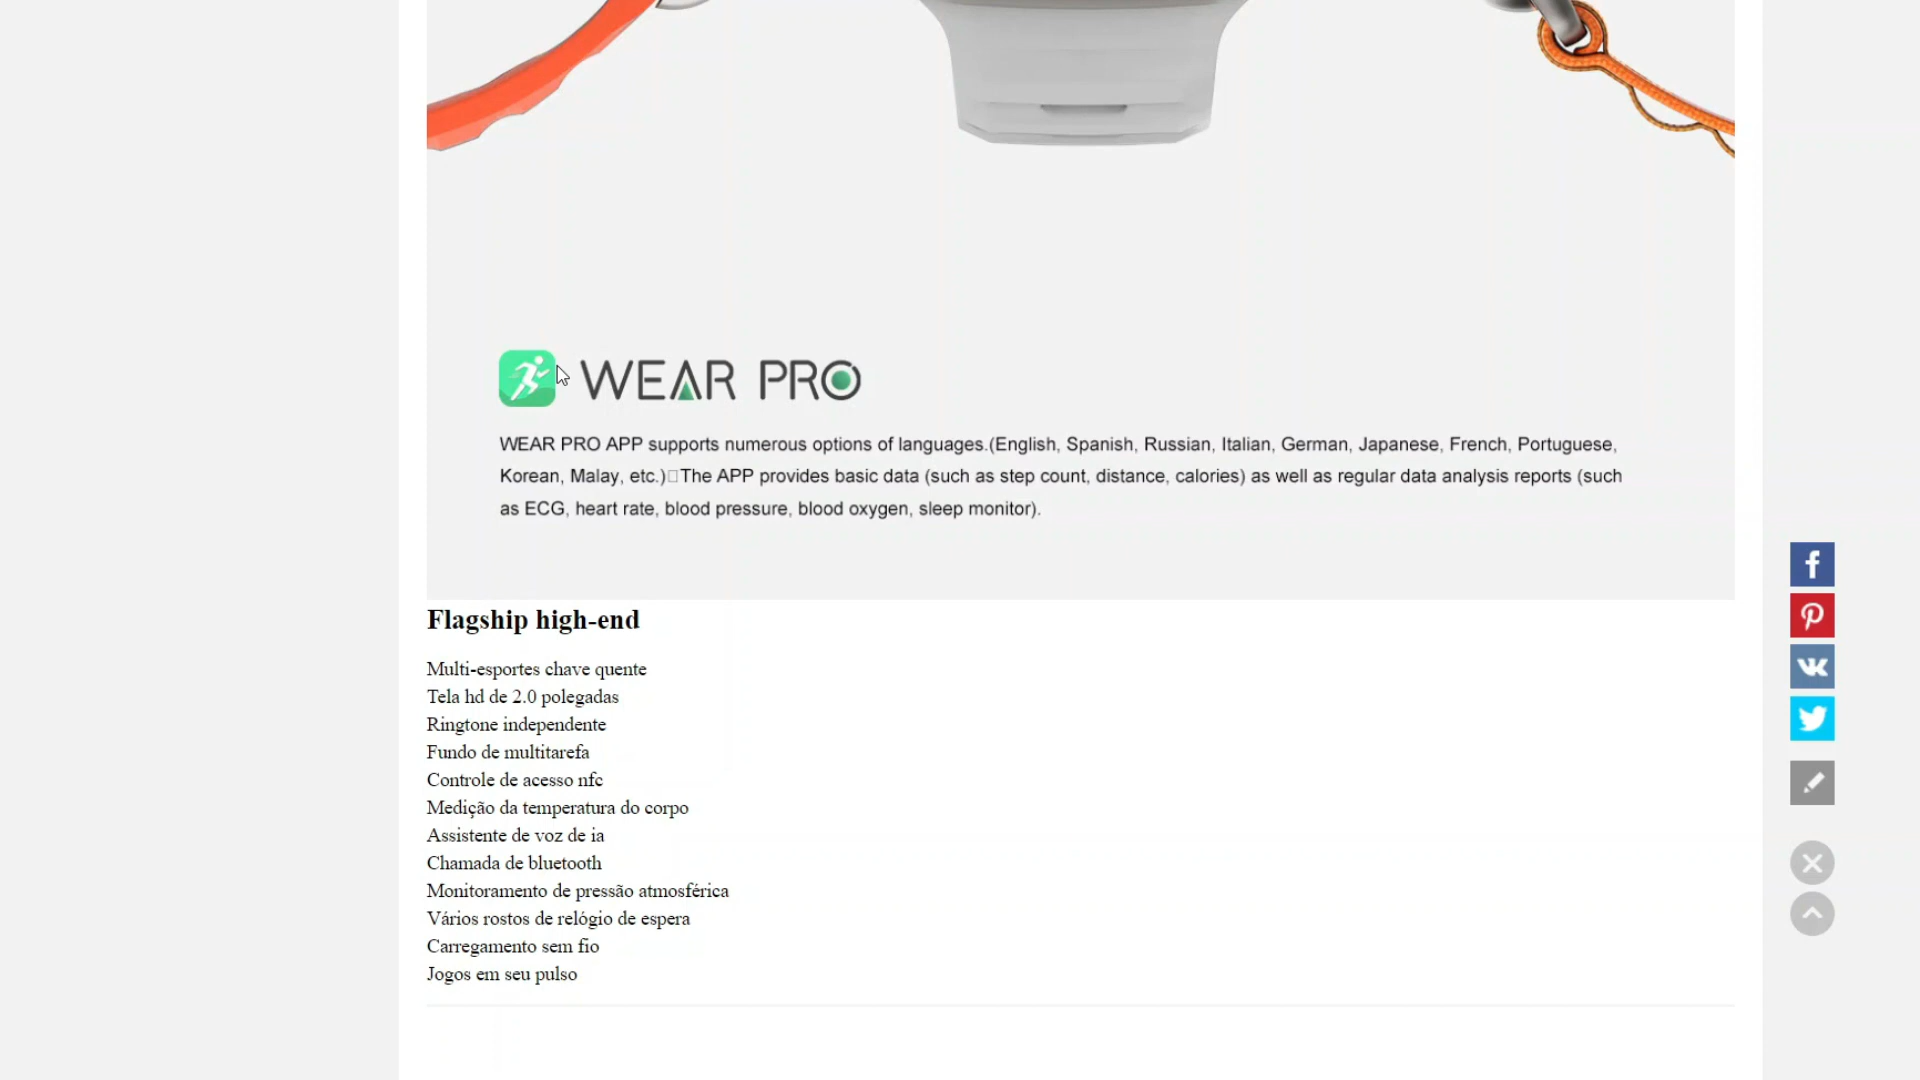 WEAR PRO
WEAR PRO APP supports numerous options of languages.(English, Spanish, Russian, Italian, German, Japanese, French, Portuguese,
Korean, Malay, etc.)□The APP provides basic data (such as step count, distance, calories) as well as regular data analysis reports (such
as ECG, heart rate, blood pressure, blood oxygen, sleep monitor).
Flagship high-end
Multi-esportes chave quente
Tela hd de 2.0 polegadas
Ringtone independente
Fundo de multitarefa
Controle de acesso nfc
Medição da temperatura do corpo
Assistente de voz de ia
Chamada de bluetooth
Monitoramento de pressão atmosférica
Vários rostos de relógio de espera
Carregamento sem fio
Jogos em seu pulso